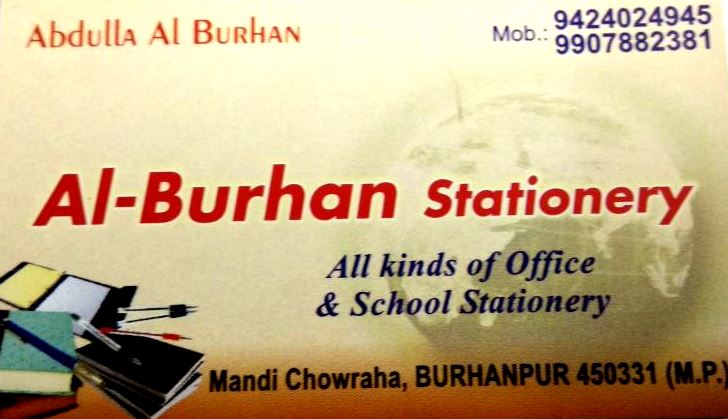 Abdulla Al Burhan
Mob.: 9424024945
9907882381
Al-Burhan Stationery
All kinds of Office
& School Stationery
Mandi Chowraha, BURHANPUR 450331 (M.P.)